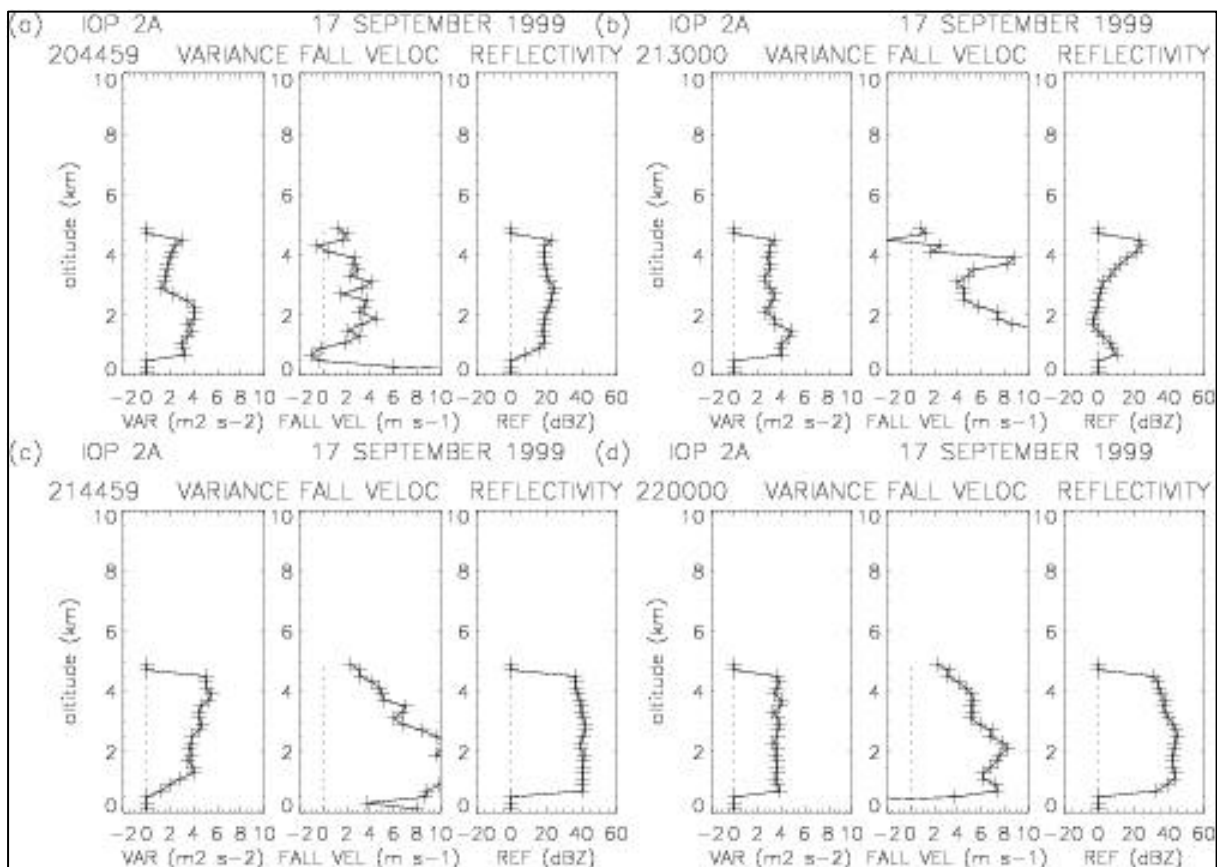 (a) IOP 2A 17 SEPTEMBER 1999 (b) IOP 2A 17 SEPTEMBER 1999
204459 VARIANCE FALL VELOC REFLECTIVITY 213000 VARIANCE FALL VELOC REFLECTIVITY
10 10 10 10 10 10
8 8 8 8 8 8
6 6 6 6 6 6
4 4 4 4 4 4
2 2 2 2 2 2
0 0 0 0 0 0
altitude (km) altitude (km)
-20 2 4 6 8 10 -20 2 4 6 8 10 -20 0 20 40 60 -20 2 4 6 8 10 -20 2 4 6 8 10 -20 0 20 40 60
VAR (m2 s-2) FALL VEL (m s-1) REF (dBZ) VAR (m2 s-2) FALL VEL (m s-1) REF (dBZ)
(c) IOP 2A 17 SEPTEMBER 1999 (d) IOP 2A 17 SEPTEMBER 1999
214459 VARIANCE FALL VELOC REFLECTIVITY 220000 VARIANCE FALL VELOC REFLECTIVITY
10 10 10 10 10 10
8 8 8 8 8 8
6 6 6 6 6 6
4 4 4 4 4 4
2 2 2 2 2 2
0 0 0 0 0 0
altitude (km) altitude (km)
-20 2 4 6 8 10 -20 2 4 6 8 10 -20 0 20 40 60 -20 2 4 6 8 10 -20 2 4 6 8 10 -20 0 20 40 60
VAR (m2 s-2) FALL VEL (m s-1) REF (dBZ) VAR (m2 s-2) FALL VEL (m s-1) REF (dBZ)